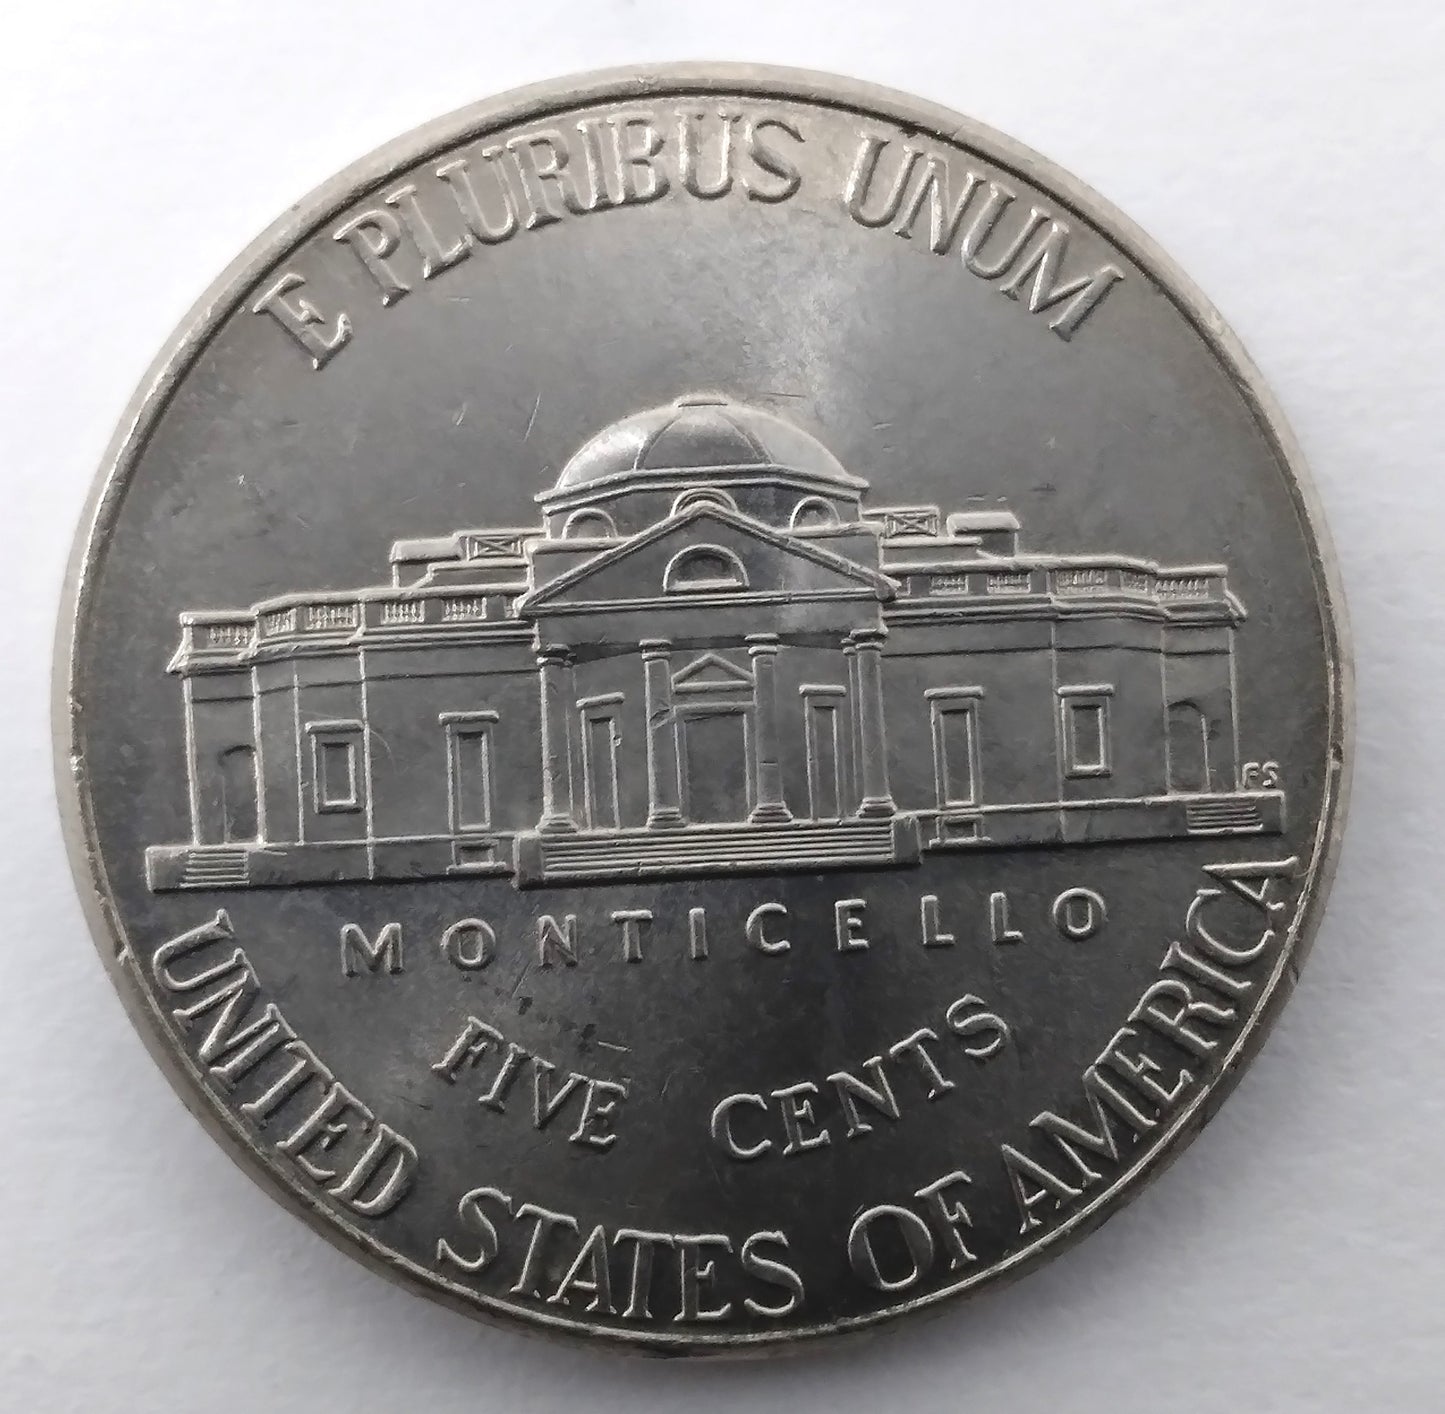 E PLURIBUS UNUM
FS
MONTICELLO
FIVE CENTS
UNITED STATES OF AMERICA